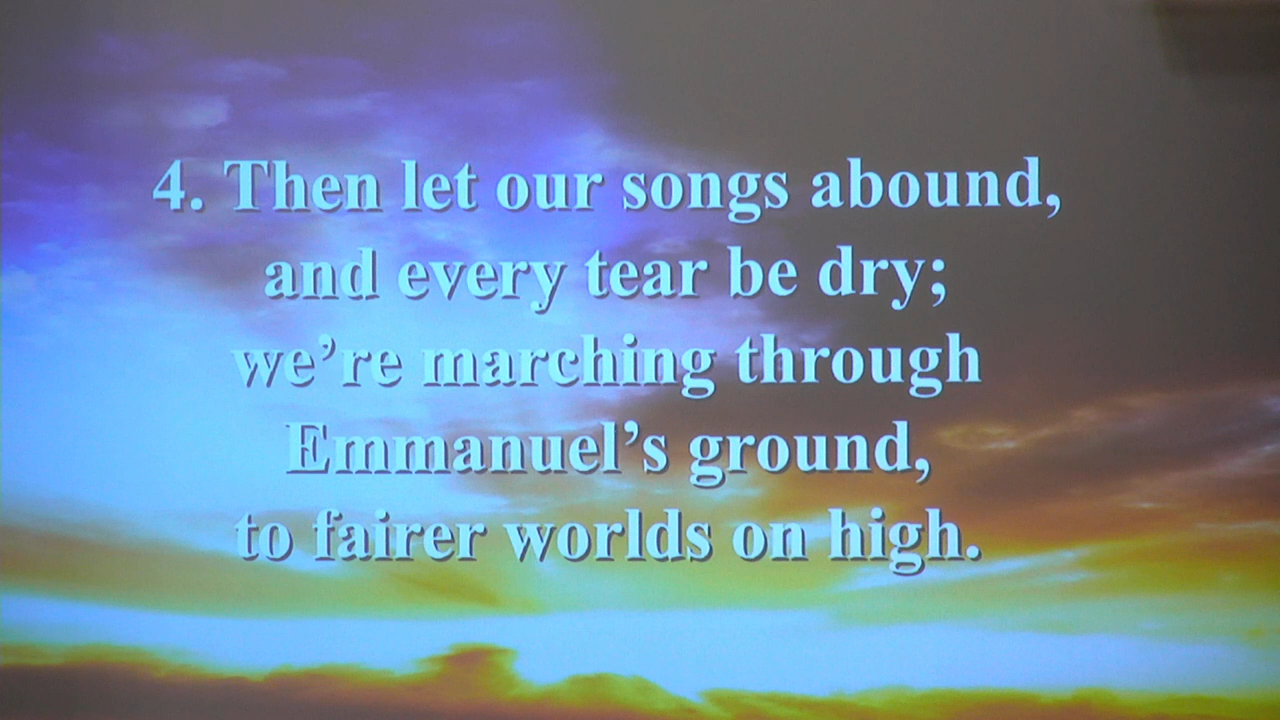 4. Then let our songs abound,
and every tear be dry;
we’re marching through
Emmanuel’s ground,
to fairer worlds on high.